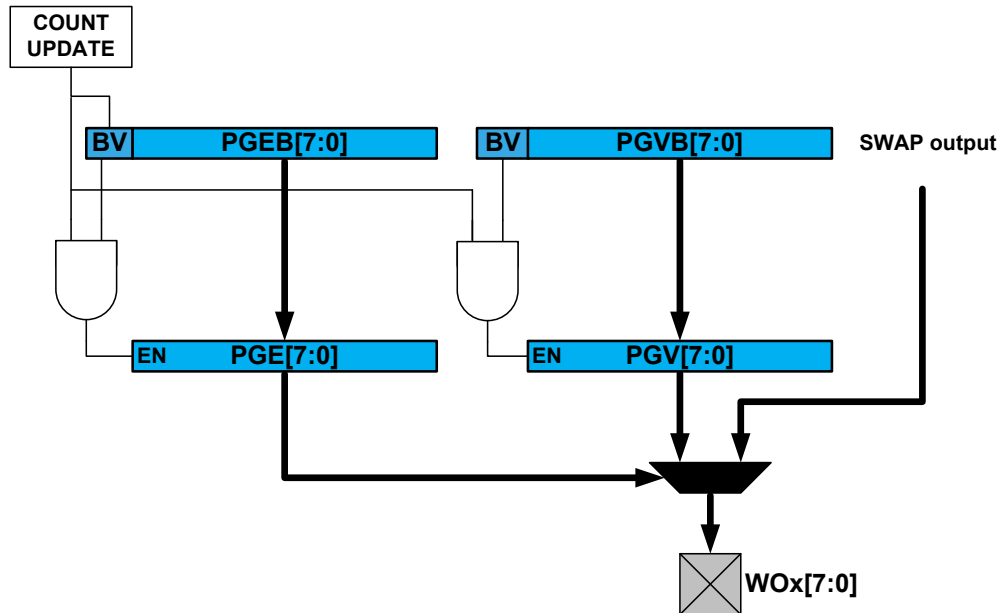 COUNT
UPDATE
BV PGEB[7:0]
BV PGVB[7:0]
SWAP output
EN PGE[7:0]
EN PGV[7:0]
WOx[7:0]